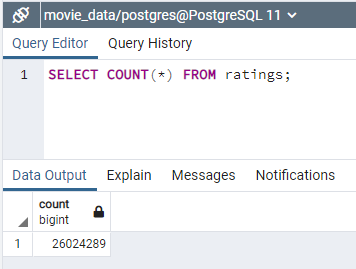 movie_data/postgres@PostgreSQL 11
Query Editor Query History
1 SELECT COUNT(*) FROM ratings;
Data Output Explain Messages Notifications
count
bigint
1 26024289